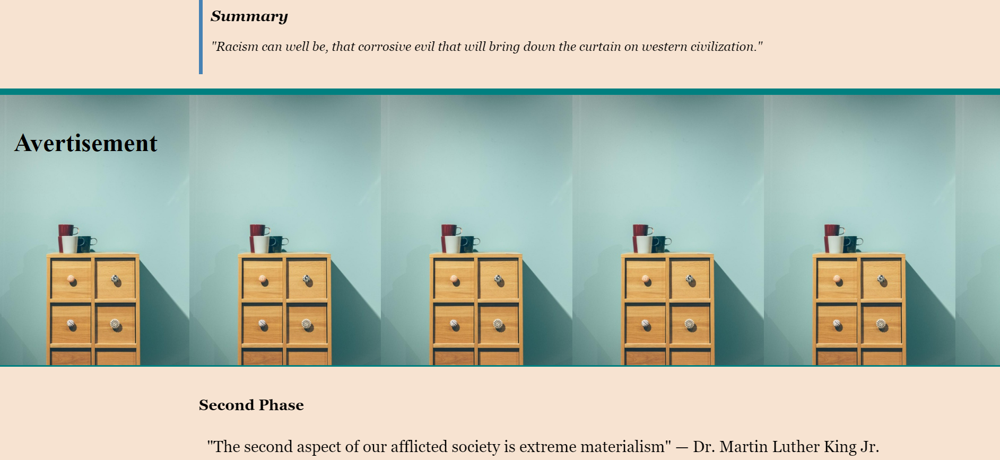 Summary
"Racism can well be, that corrosive evil that will bring down the curtain on western civilization."
Avertisement
Second Phase
"The second aspect of our afflicted society is extreme materialism" — Dr. Martin Luther King Jr.